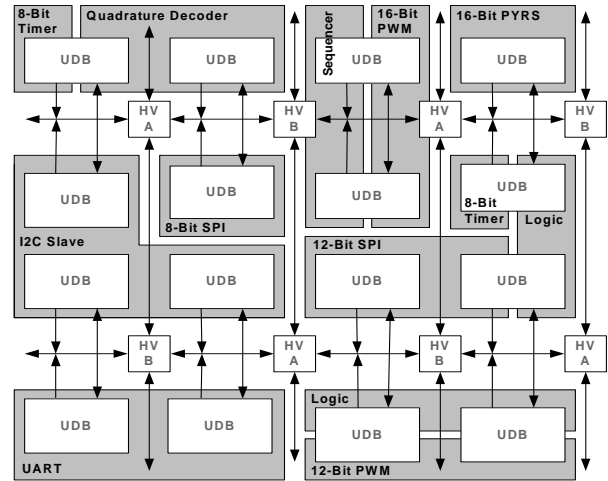 8-Bit
Timer
Quadrature Decoder
Sequencer
16-Bit
PWM
16-Bit PYRS
UDB
UDB
UDB
UDB
HV
A
HV
B
HV
A
HV
B
UDB
UDB
UDB
UDB
8-Bit SPI
8-Bit
Timer
Logic
I2C Slave
12-Bit SPI
UDB
UDB
UDB
UDB
HV
B
HV
A
HV
B
HV
A
Logic
UDB
UDB
UDB
UDB
UART
12-Bit PWM